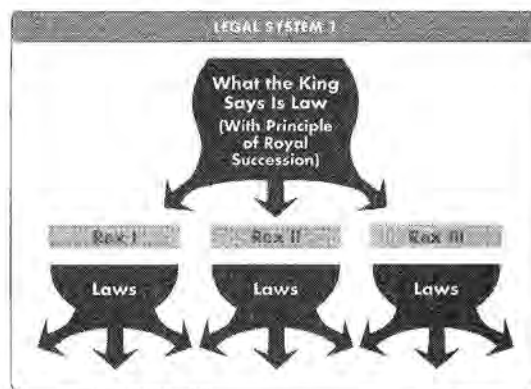 LEGAL SYSTEM 1
What the King
Says Is Law
(With Principle
of Royal
Succession)
Rex I
Rex II
Rex III
Laws
Laws
Laws